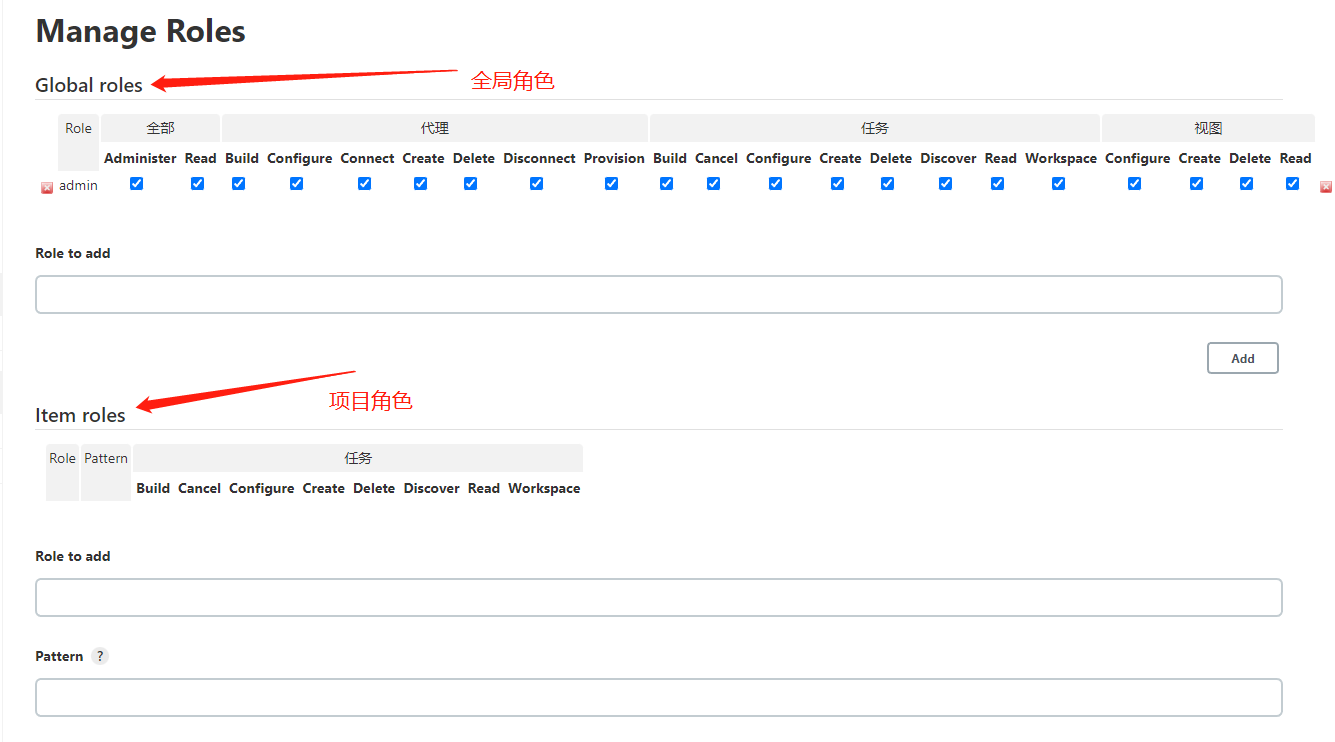 Manage Roles
Global roles
全局角色
Role 全部 代理 任务 视图
Administer Read Build Configure Connect Create Delete Disconnect Provision Build Cancel Configure Create Delete Discover Read Workspace Configure Create Delete Read
admin
Role to add
Add
项目角色
Item roles
Role Pattern 任务
Build Cancel Configure Create Delete Discover Read Workspace
Role to add
Pattern ?